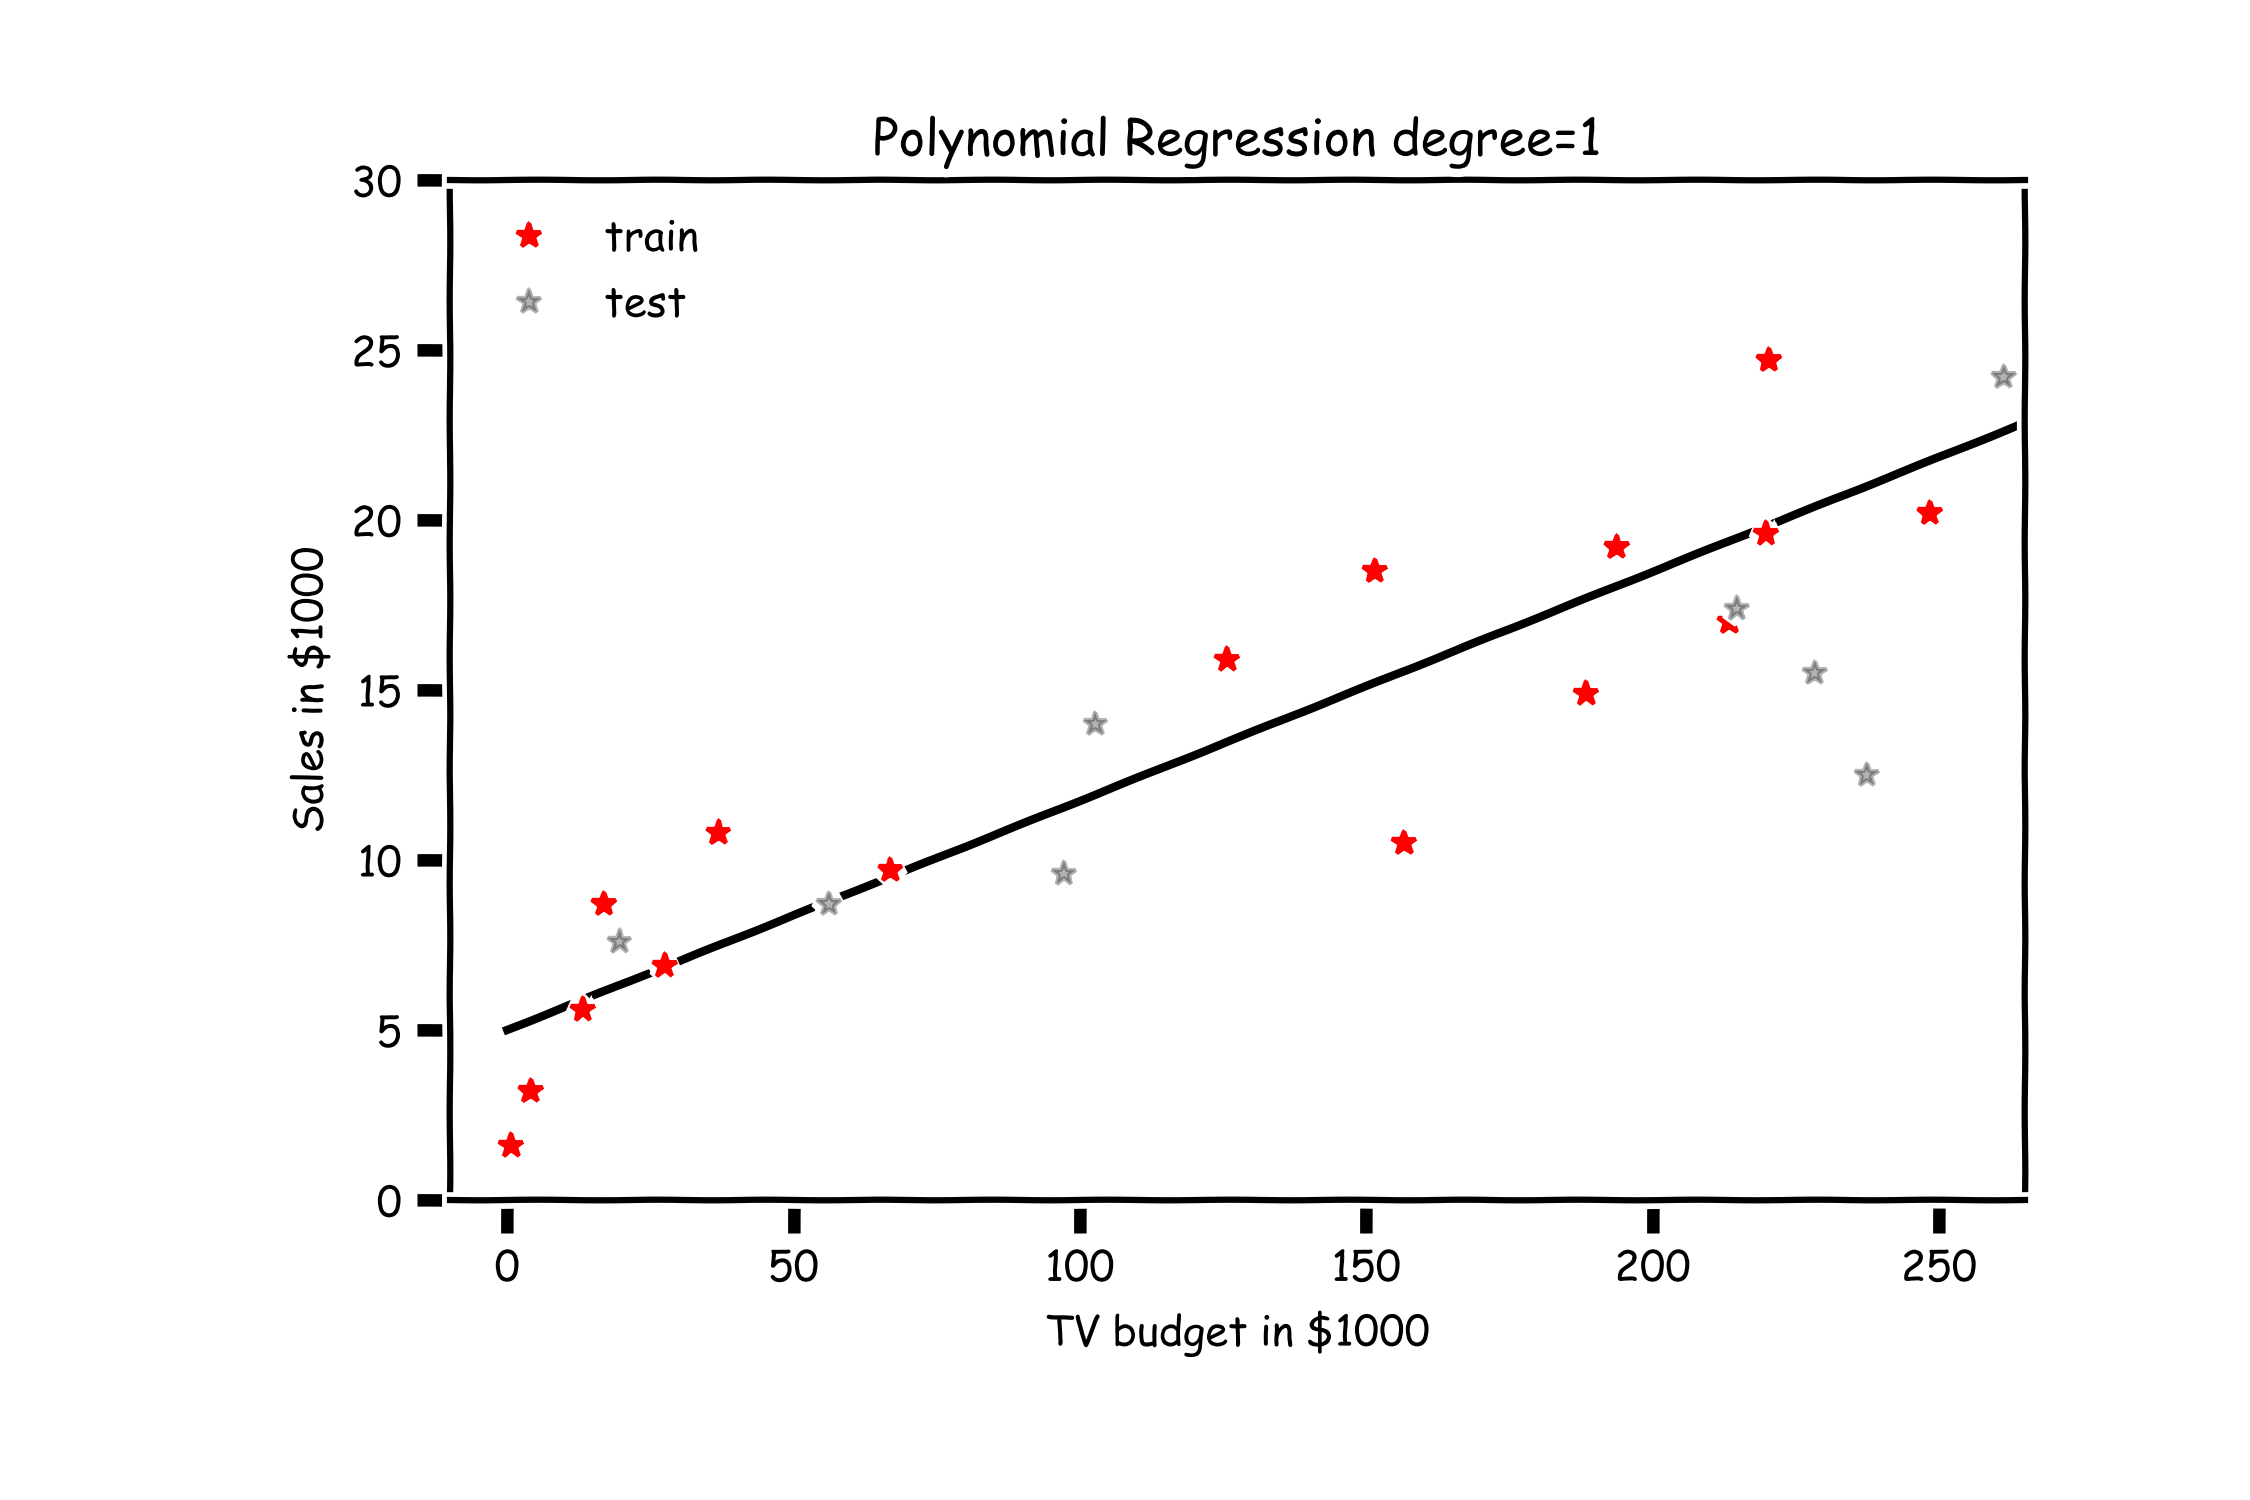 Polynomial Regression degree=1
train
test
30
25
20
15
10
5
0
Sales in $1000
0 50 100 150 200 250
TV budget in $1000